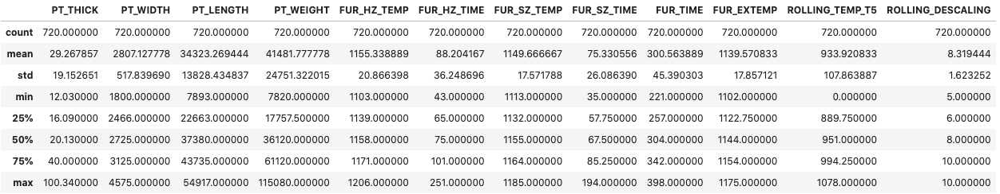 PT_THICK PT_WIDTH PT_LENGTH PT_WEIGHT FUR_HZ_TEMP FUR_HZ_TIME FUR_SZ_TEMP FUR_SZ_TIME FUR_TIME FUR_EXTEMP ROLLING_TEMP_T5 ROLLING_DESCALING
count 720.000000 720.000000 720.000000 720.000000 720.000000 720.000000 720.000000 720.000000 720.000000 720.000000 720.000000 720.000000
mean 29.267857 2807.127778 34323.269444 41481.777778 1155.338889 88.204167 1149.666667 75.330556 300.563889 1139.570833 933.920833 8.319444
std 19.152651 517.839690 13828.434837 24751.322015 20.866398 36.248696 17.571788 26.086390 45.390303 17.857121 107.863887 1.623252
min 12.030000 1800.000000 7893.000000 7820.000000 1103.000000 43.000000 1113.000000 35.000000 221.000000 1102.000000 0.000000 5.000000
25% 16.090000 2466.000000 22663.000000 17757.500000 1139.000000 65.000000 1132.000000 57.750000 257.000000 1122.750000 889.750000 6.000000
50% 20.130000 2725.000000 37380.000000 36120.000000 1158.000000 75.000000 1155.000000 67.500000 304.000000 1144.000000 951.000000 8.000000
75% 40.000000 3125.000000 43735.000000 61120.000000 1171.000000 101.000000 1164.000000 85.250000 342.000000 1154.000000 994.250000 10.000000
max 100.340000 4575.000000 54917.000000 115080.000000 1206.000000 251.000000 1185.000000 194.000000 398.000000 1175.000000 1078.000000 10.000000